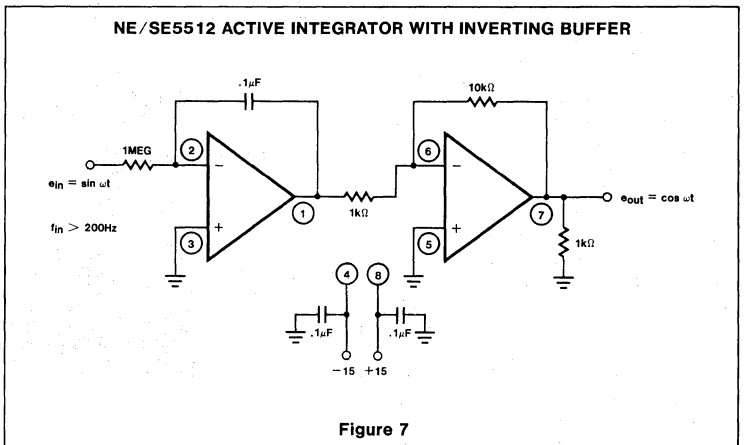 NE/SE5512 ACTIVE INTEGRATOR WITH INVERTING BUFFER
.1μF
10kΩ
1MEG
2
−
6
−
ein = sin ωt
1
1kΩ
7
eout = cos ωt
fin > 200Hz
3
+
5
+
1kΩ
4
8
.1μF
.1μF
−15 +15
Figure 7